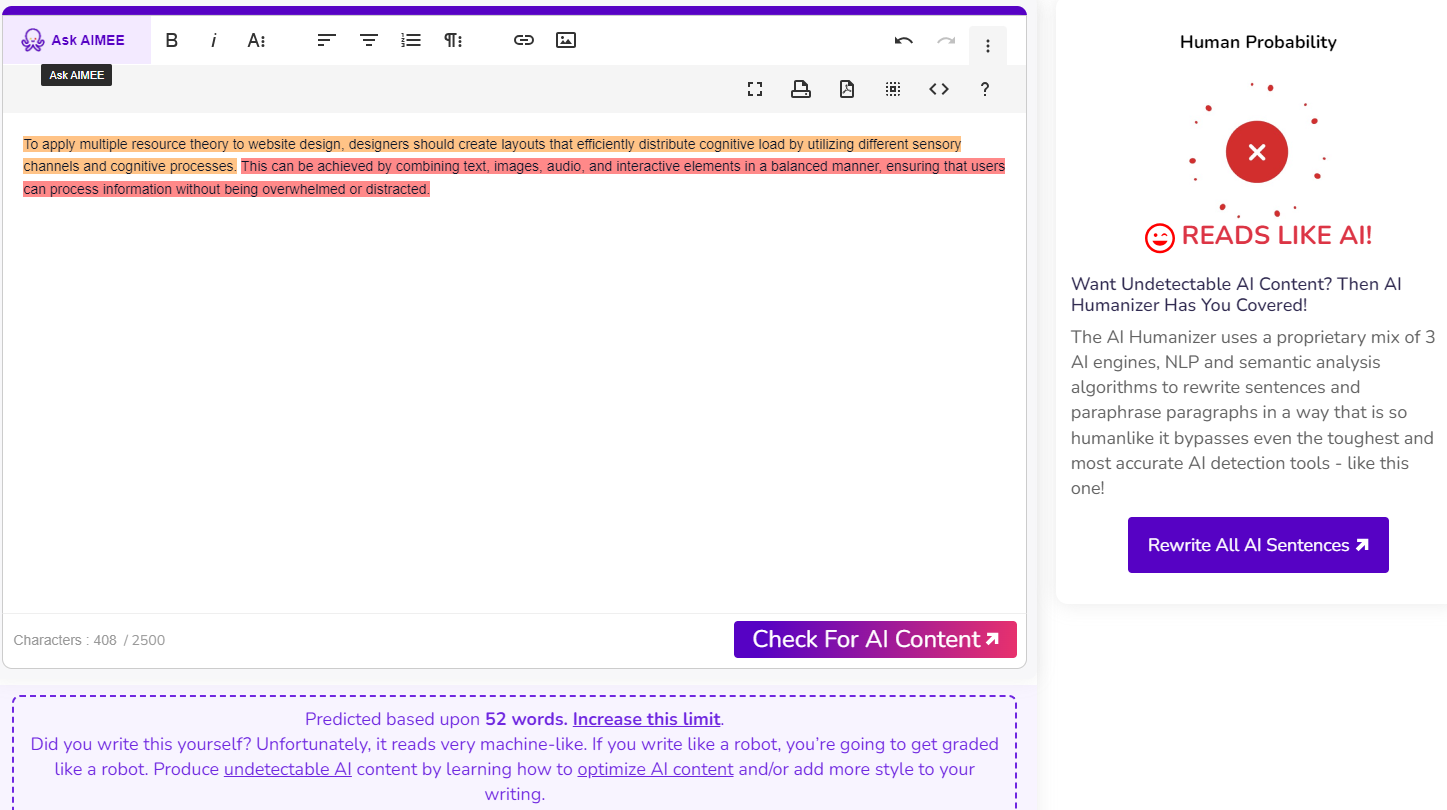 Ask AIMEE
Ask AIMEE
To apply multiple resource theory to website design, designers should create layouts that efficiently distribute cognitive load by utilizing different sensory
channels and cognitive processes. This can be achieved by combining text, images, audio, and interactive elements in a balanced manner, ensuring that users
can process information without being overwhelmed or distracted.
Characters : 408 / 2500
Check For AI Content
Predicted based upon 52 words. Increase this limit.
Did you write this yourself? Unfortunately, it reads very machine-like. If you write like a robot, you're going to get graded
like a robot. Produce undetectable AI content by learning how to optimize AI content and/or add more style to your
writing.
Human Probability
READS LIKE AI!
Want Undetectable AI Content? Then AI
Humanizer Has You Covered!
The AI Humanizer uses a proprietary mix of 3
AI engines, NLP and semantic analysis
algorithms to rewrite sentences and
paraphrase paragraphs in a way that is so
humanlike it bypasses even the toughest and
most accurate AI detection tools - like this
one!
Rewrite All AI Sentences